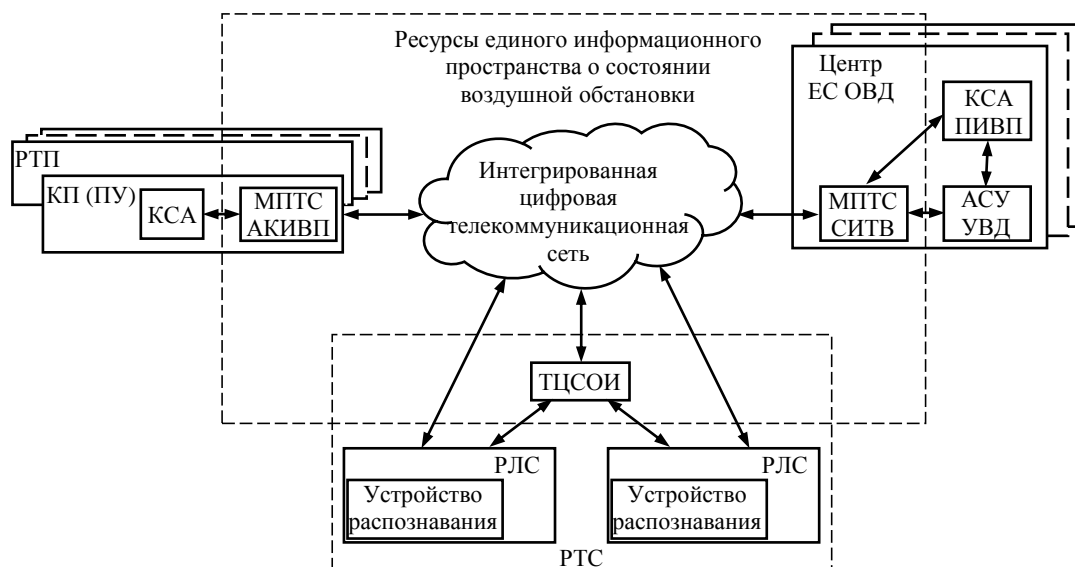 Ресурсы единого информационного
пространства о состоянии
воздушной обстановки
Центр
ЕС ОВД
КСА
ПИВП
МПТС
СИТВ
АСУ
УВД
РТП
КП (ПУ)
КСА
МПТС
АКИВП
Интегрированная
цифровая
телекоммуникационная
сеть
ТЦСОИ
РЛС
Устройство
распознавания
РЛС
Устройство
распознавания
РТС